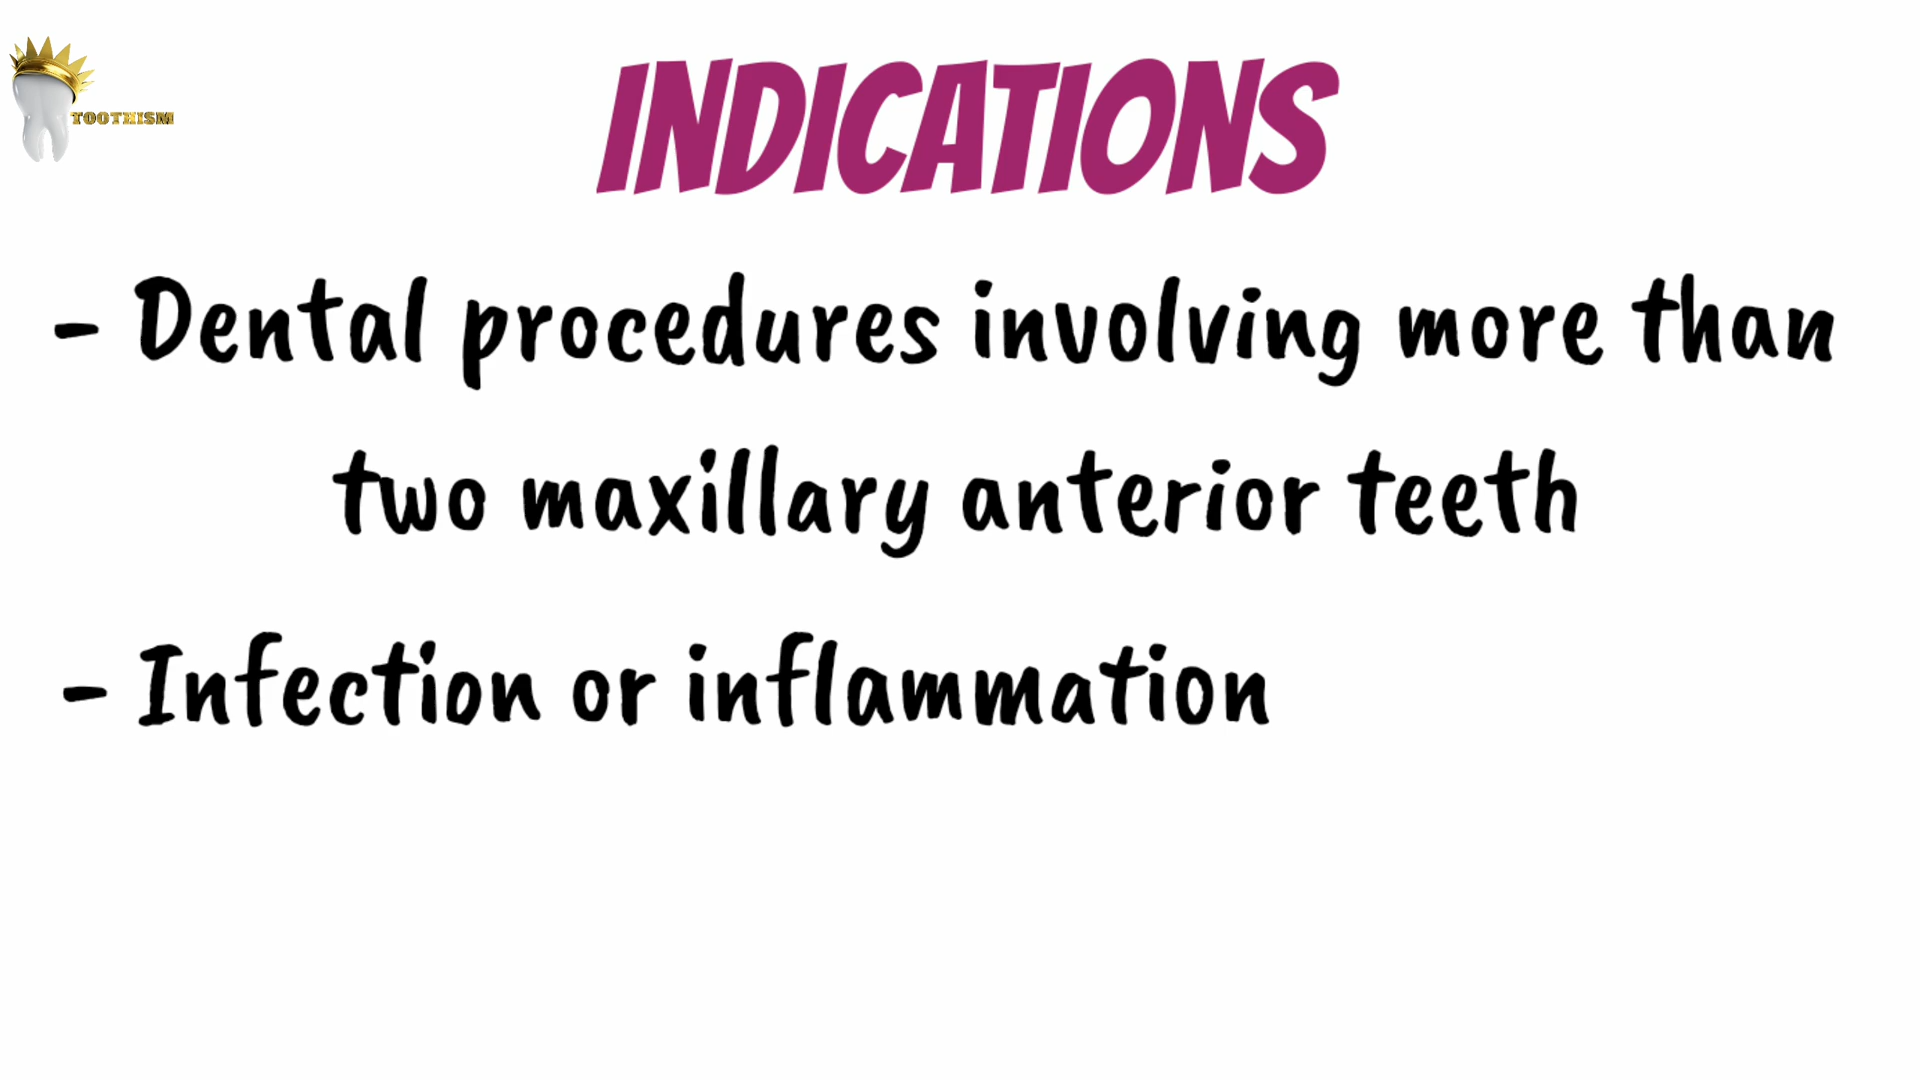 TOOTHISM
INDICATIONS
- Dental procedures involving more than
two maxillary anterior teeth
- Infection or inflammation